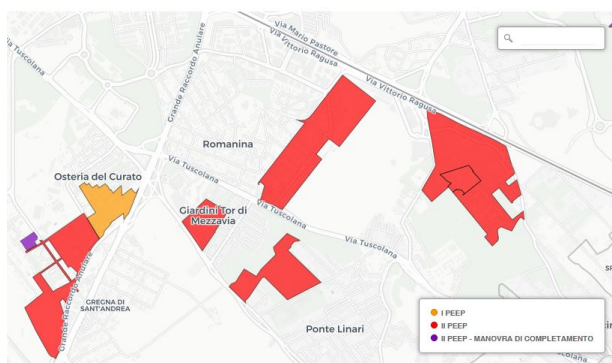 Via Mario Pastore
Via Vittorio Ragusa
Via Tuscolana
Grande Raccordo Anulare
Via Vittorio Ragusa
Romanina
Via Tuscolana
Osteria del Curato
Giardini Tor di
Mezzavia
Via Tuscolana
Via Tuscolana
Grande Raccordo Anulare
GREGNA DI
SANT'ANDREA
Ponte Linari
I PEEP
II PEEP
II PEEP - MANOVRA DI COMPLETAMENTO